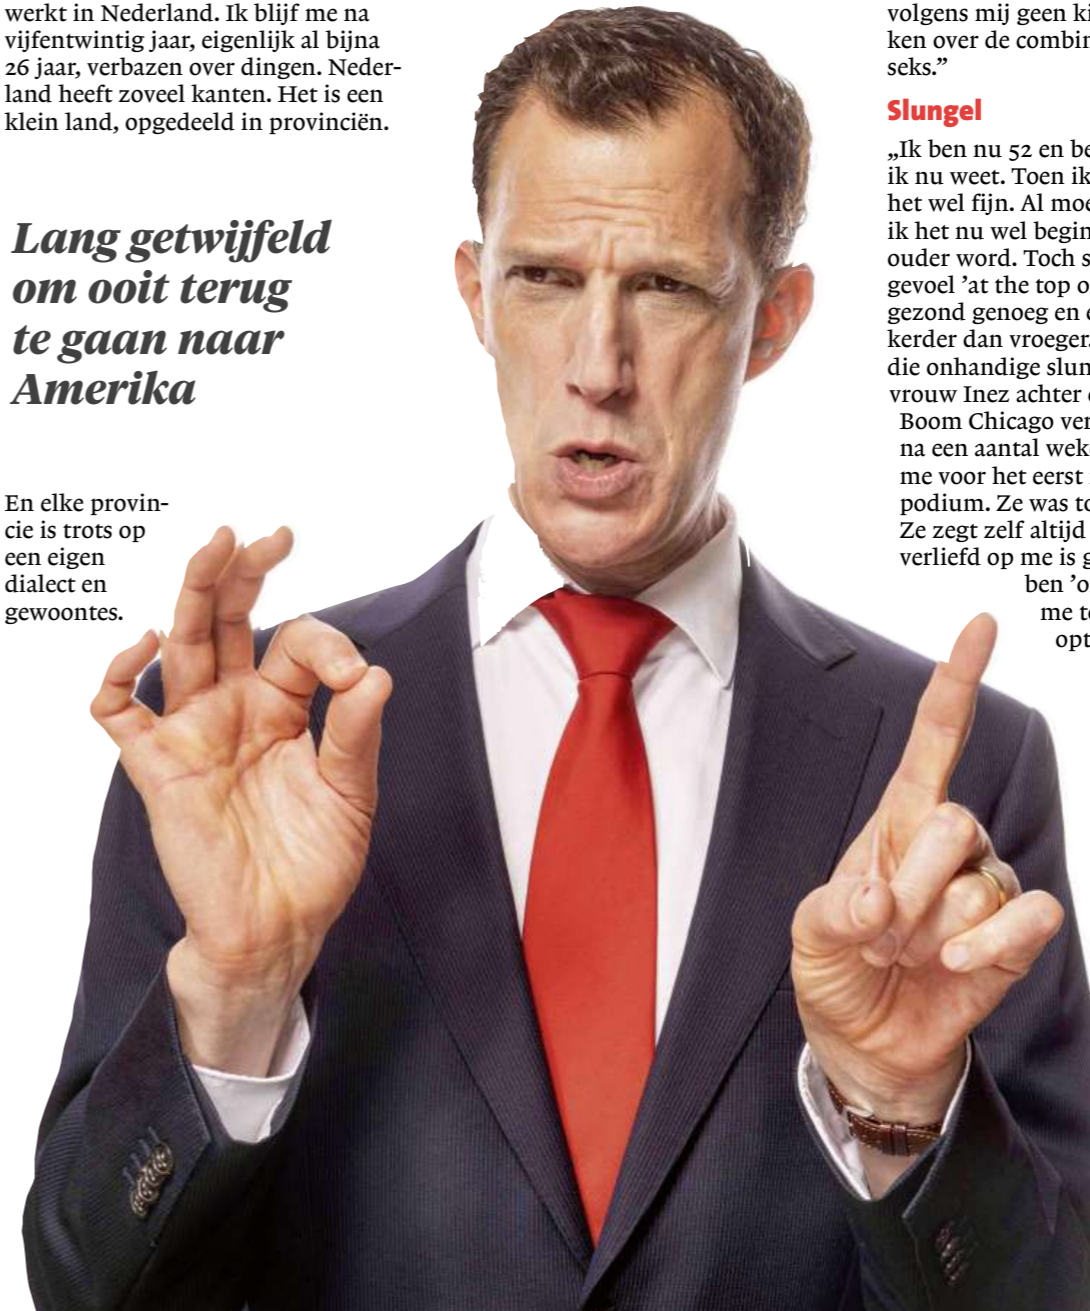 werkt in Nederland. Ik blijf me na
vijfentwintig jaar, eigenlijk al bijna
26 jaar, verbazen over dingen. Neder-
land heeft zoveel kanten. Het is een
klein land, opgedeeld in provinciën.
Lang getwijfeld
om ooit terug
te gaan naar
Amerika
En elke provin-
cie is trots op
een eigen
dialect en
gewoontes.
volgens mij geen
ken over de
seks.”
Slungel
„Ik ben nu 52 en
ik nu weet. Toen ik
het wel fijn. Al
ik het nu wel
ouder word. Toch
gevoel ’at the top
gezond genoeg en
kerder dan vroeger.
die onhandige
vrouw Inez achter
Boom Chicago
na een aantal
me voor het eerst
podium. Ze was
Ze zegt zelf altijd
verliefd op me is
ben
me